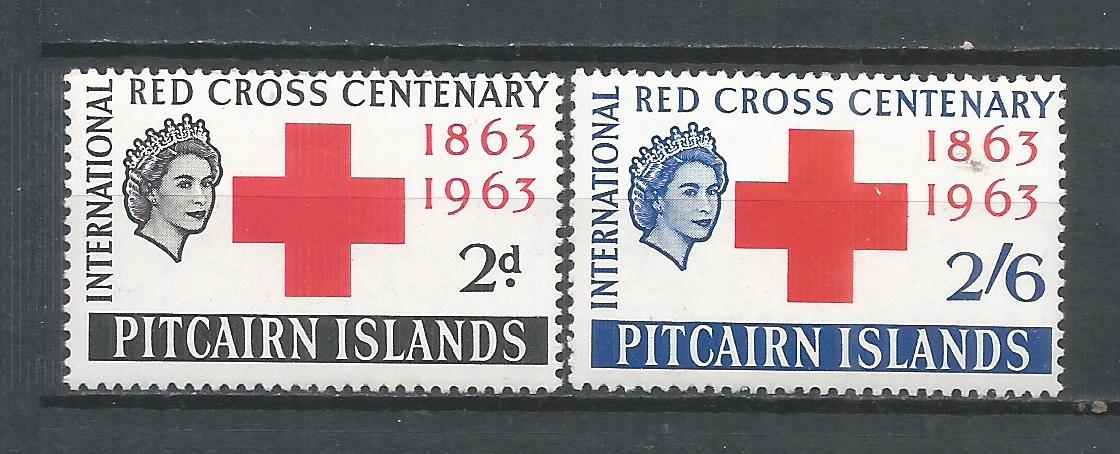 INTERNATIONAL
RED CROSS CENTENARY
1863
1963
2d.
PITCAIRN ISLANDS
INTERNATIONAL
RED CROSS CENTENARY
1863
1963
2/6
PITCAIRN ISLANDS